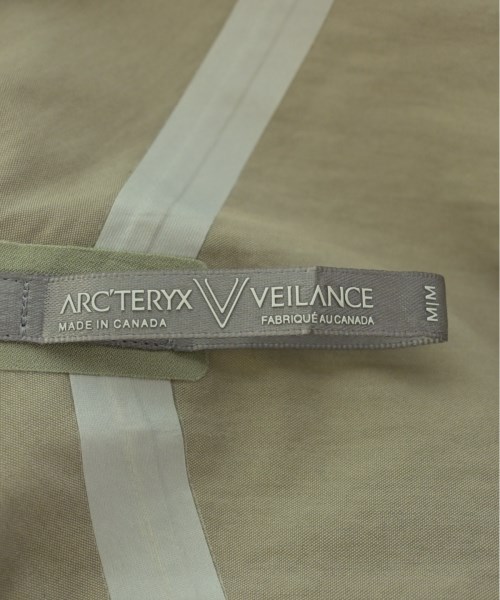 ARC'TERYX VEILANCE
MADE IN CANADA FABRIQUÉ AU CANADA
M|M